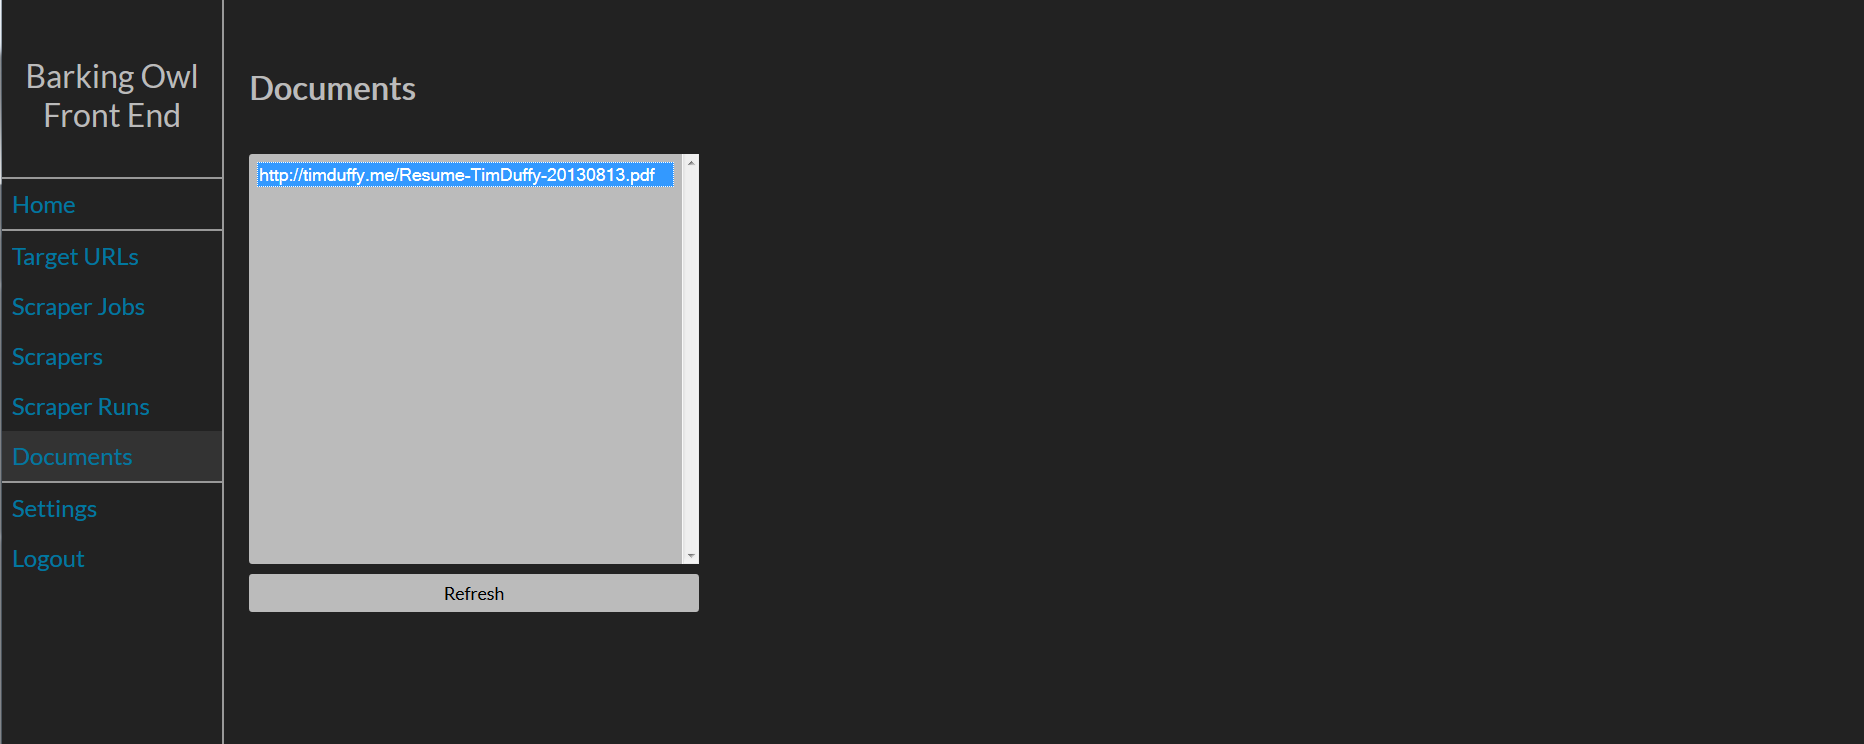 Barking Owl
Front End
Home
Target URLs
Scraper Jobs
Scrapers
Scraper Runs
Documents
Settings
Logout
Documents
http://timduffy.me/Resume-TimDuffy-20130813.pdf
Refresh